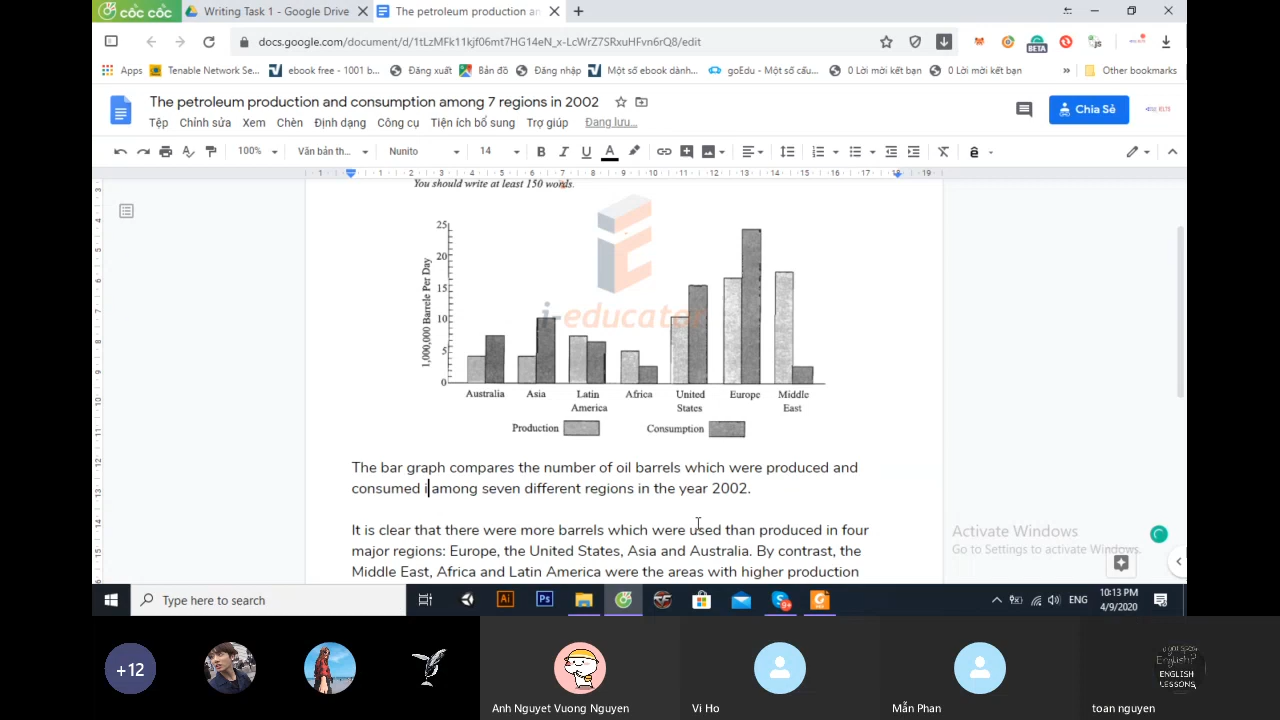 cốc cốc
Writing Task 1 - Google Drive
The petroleum production an
docs.google.com/document/d/1tLzMFk11kjf06mt7HG14eN_x-LcWrZ7SRxuHFvn6rQ8/edit
BETA
Apps
Tenable Network Se...
ebook free - 1001 b...
Đăng xuất
Bản đồ
Đăng nhập
Một số ebook dành...
goEdu - Một số cấu...
0 Lời mời kết bạn
0 Lời mời kết bạn
Other bookmarks
The petroleum production and consumption among 7 regions in 2002
Tệp Chỉnh sửa Xem Chèn Định dạng Công cụ Tiện ích bổ sung Trợ giúp Đang lưu...
Chia Sẻ
100%
Văn bản th...
Nunito
14
You should write at least 150 words.
1,000,000 Barrele Per Day
25
20
15
10
5
0
i-educator
Australia Asia Latin America Africa United States Europe Middle East
Production Consumption
The bar graph compares the number of oil barrels which were produced and
consumed i among seven different regions in the year 2002.
It is clear that there were more barrels which were used than produced in four
major regions: Europe, the United States, Asia and Australia. By contrast, the
Middle East, Africa and Latin America were the areas with higher production
Activate Windows
Go to Settings to activate Windows.
Type here to search
Ai
Ps
ENG
10:13 PM
4/9/2020
+12
Anh Nguyet Vuong Nguyen
Vi Ho
Mẫn Phan
ENGLISH
LESSONS
toan nguyen